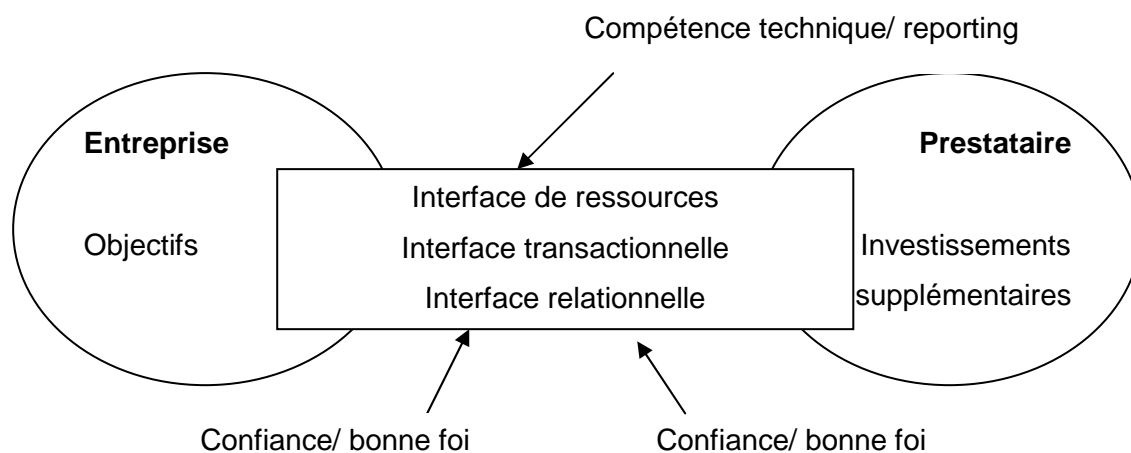 Compétence technique/ reporting
Entreprise
Prestataire
Interface de ressources
Objectifs
Interface transactionnelle
Investissements
Interface relationnelle
supplémentaires
Confiance/ bonne foi
Confiance/ bonne foi